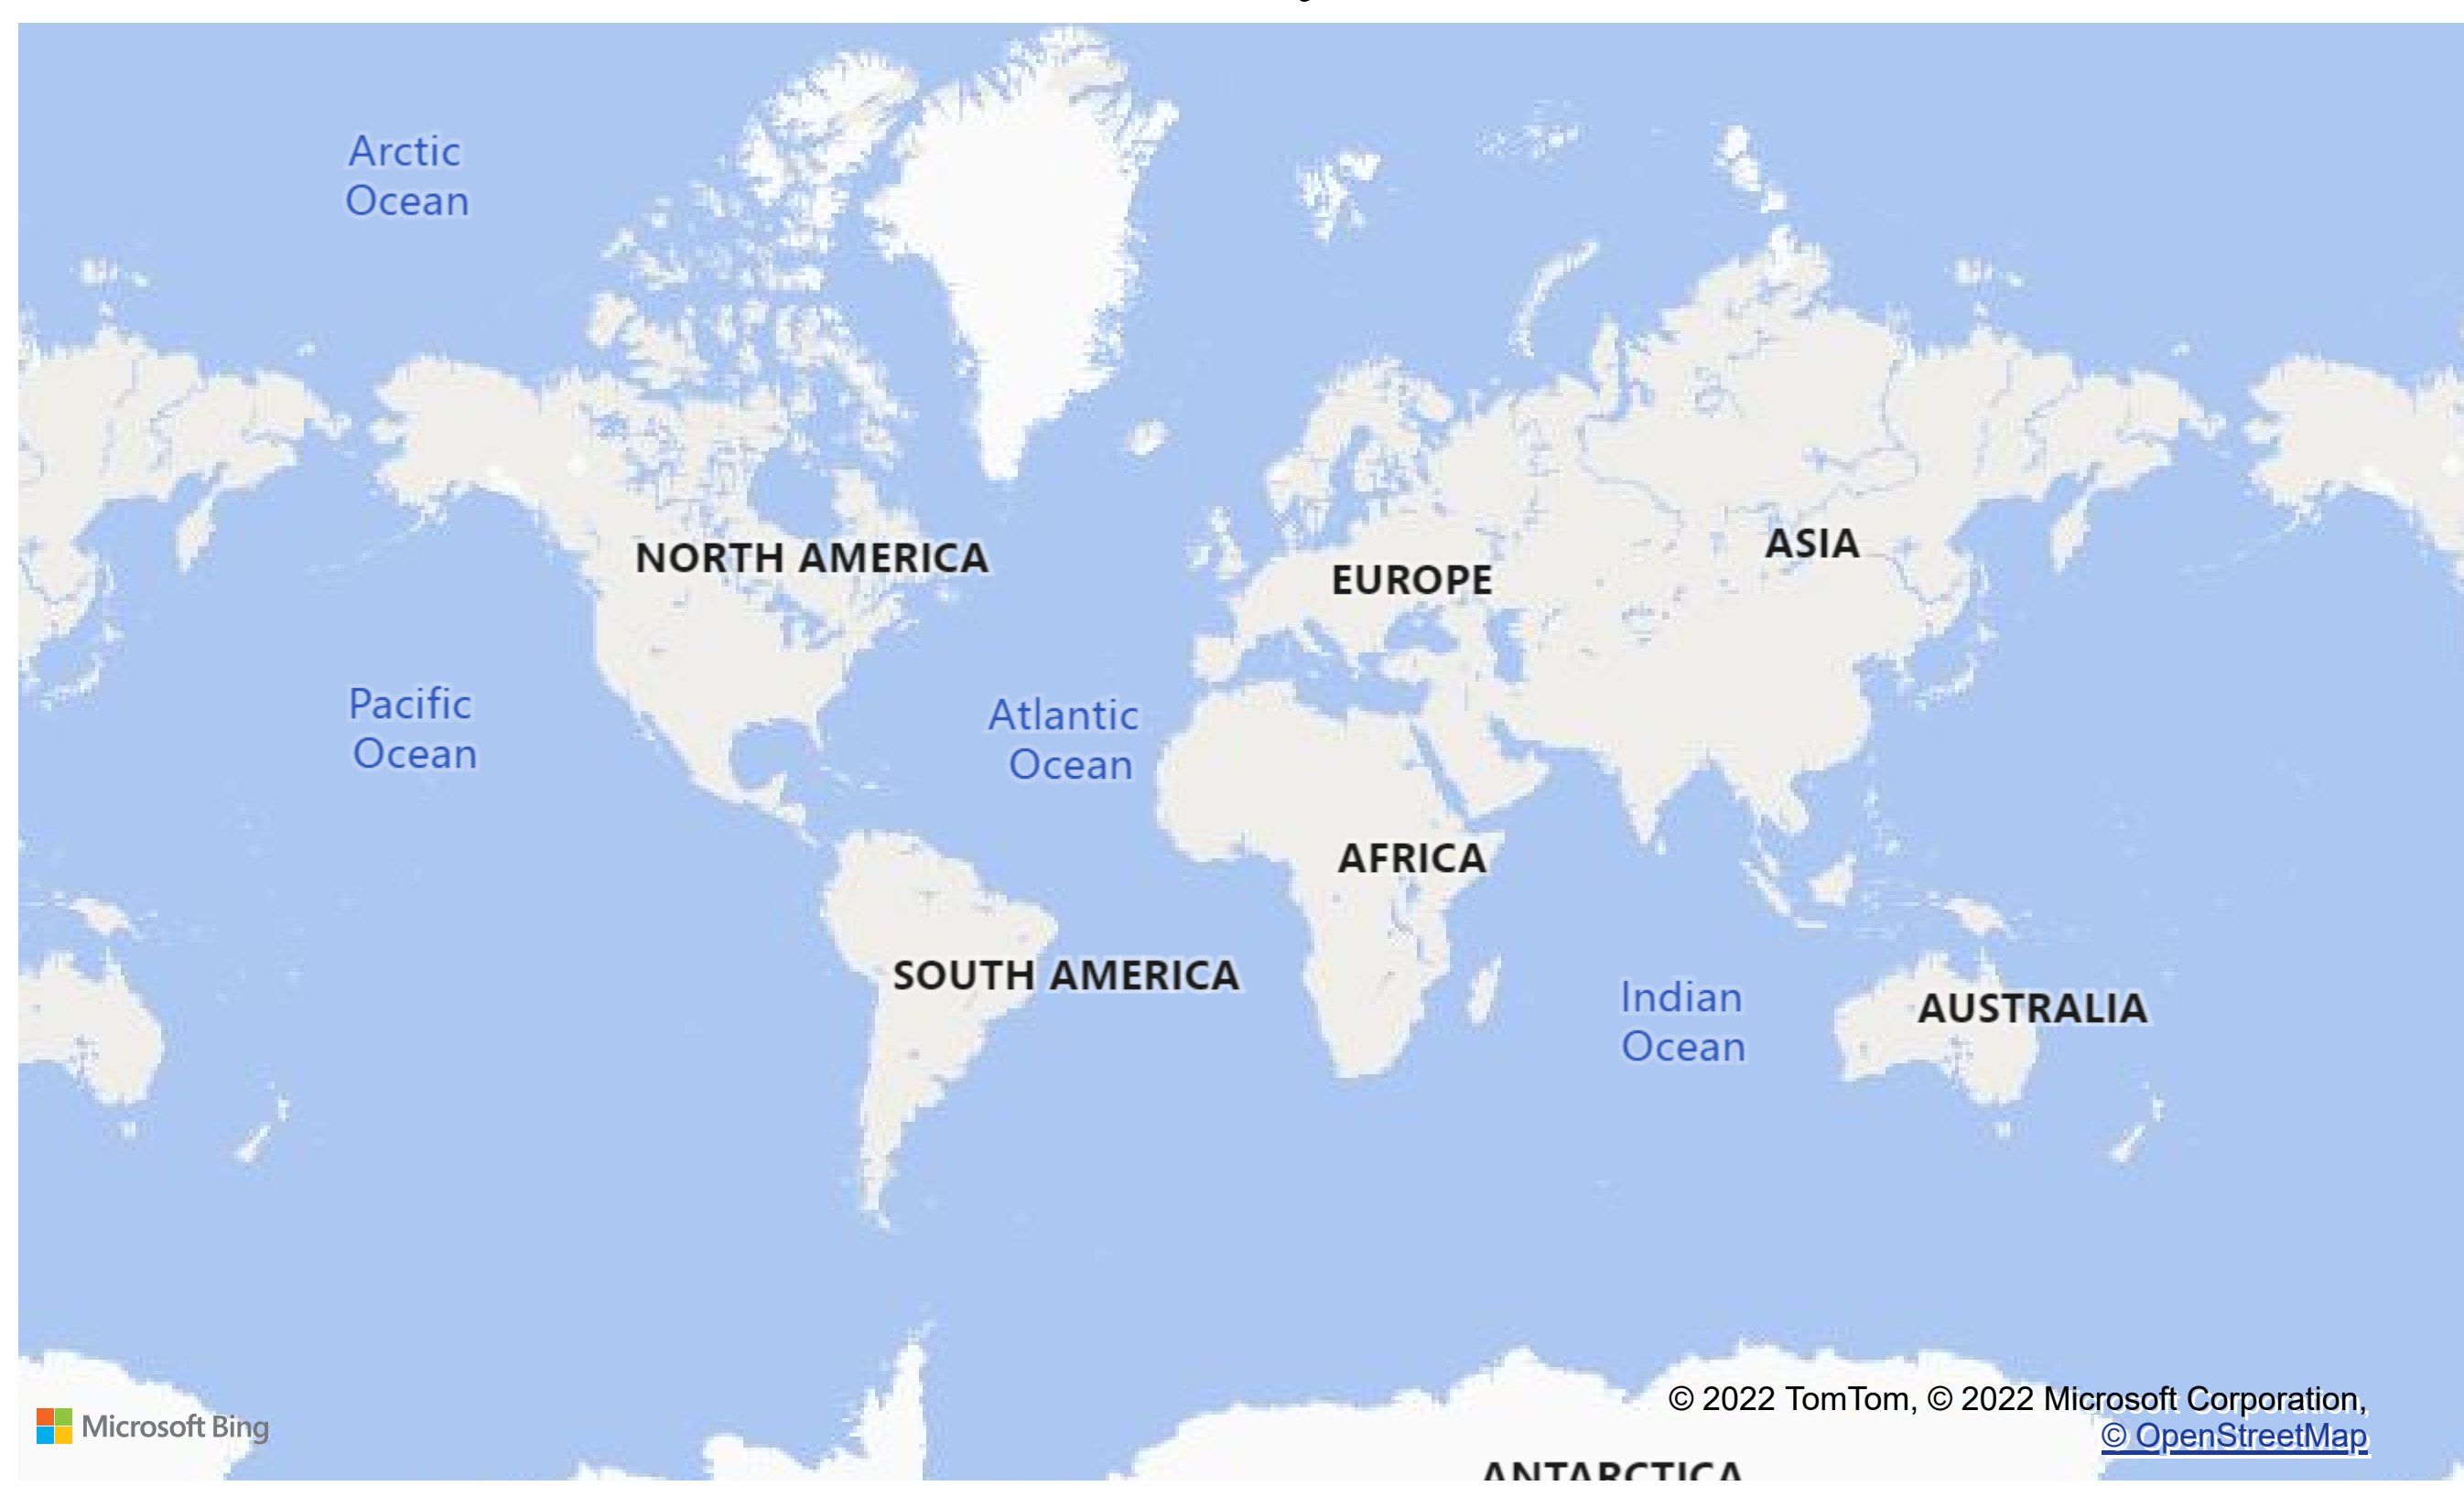 Arctic
Ocean
NORTH AMERICA
ASIA
EUROPE
Pacific
Ocean
Atlantic
Ocean
AFRICA
SOUTH AMERICA
Indian
Ocean
AUSTRALIA
© 2022 TomTom, © 2022 Microsoft Corporation,
© OpenStreetMap
Microsoft Bing
ANTARCTICA